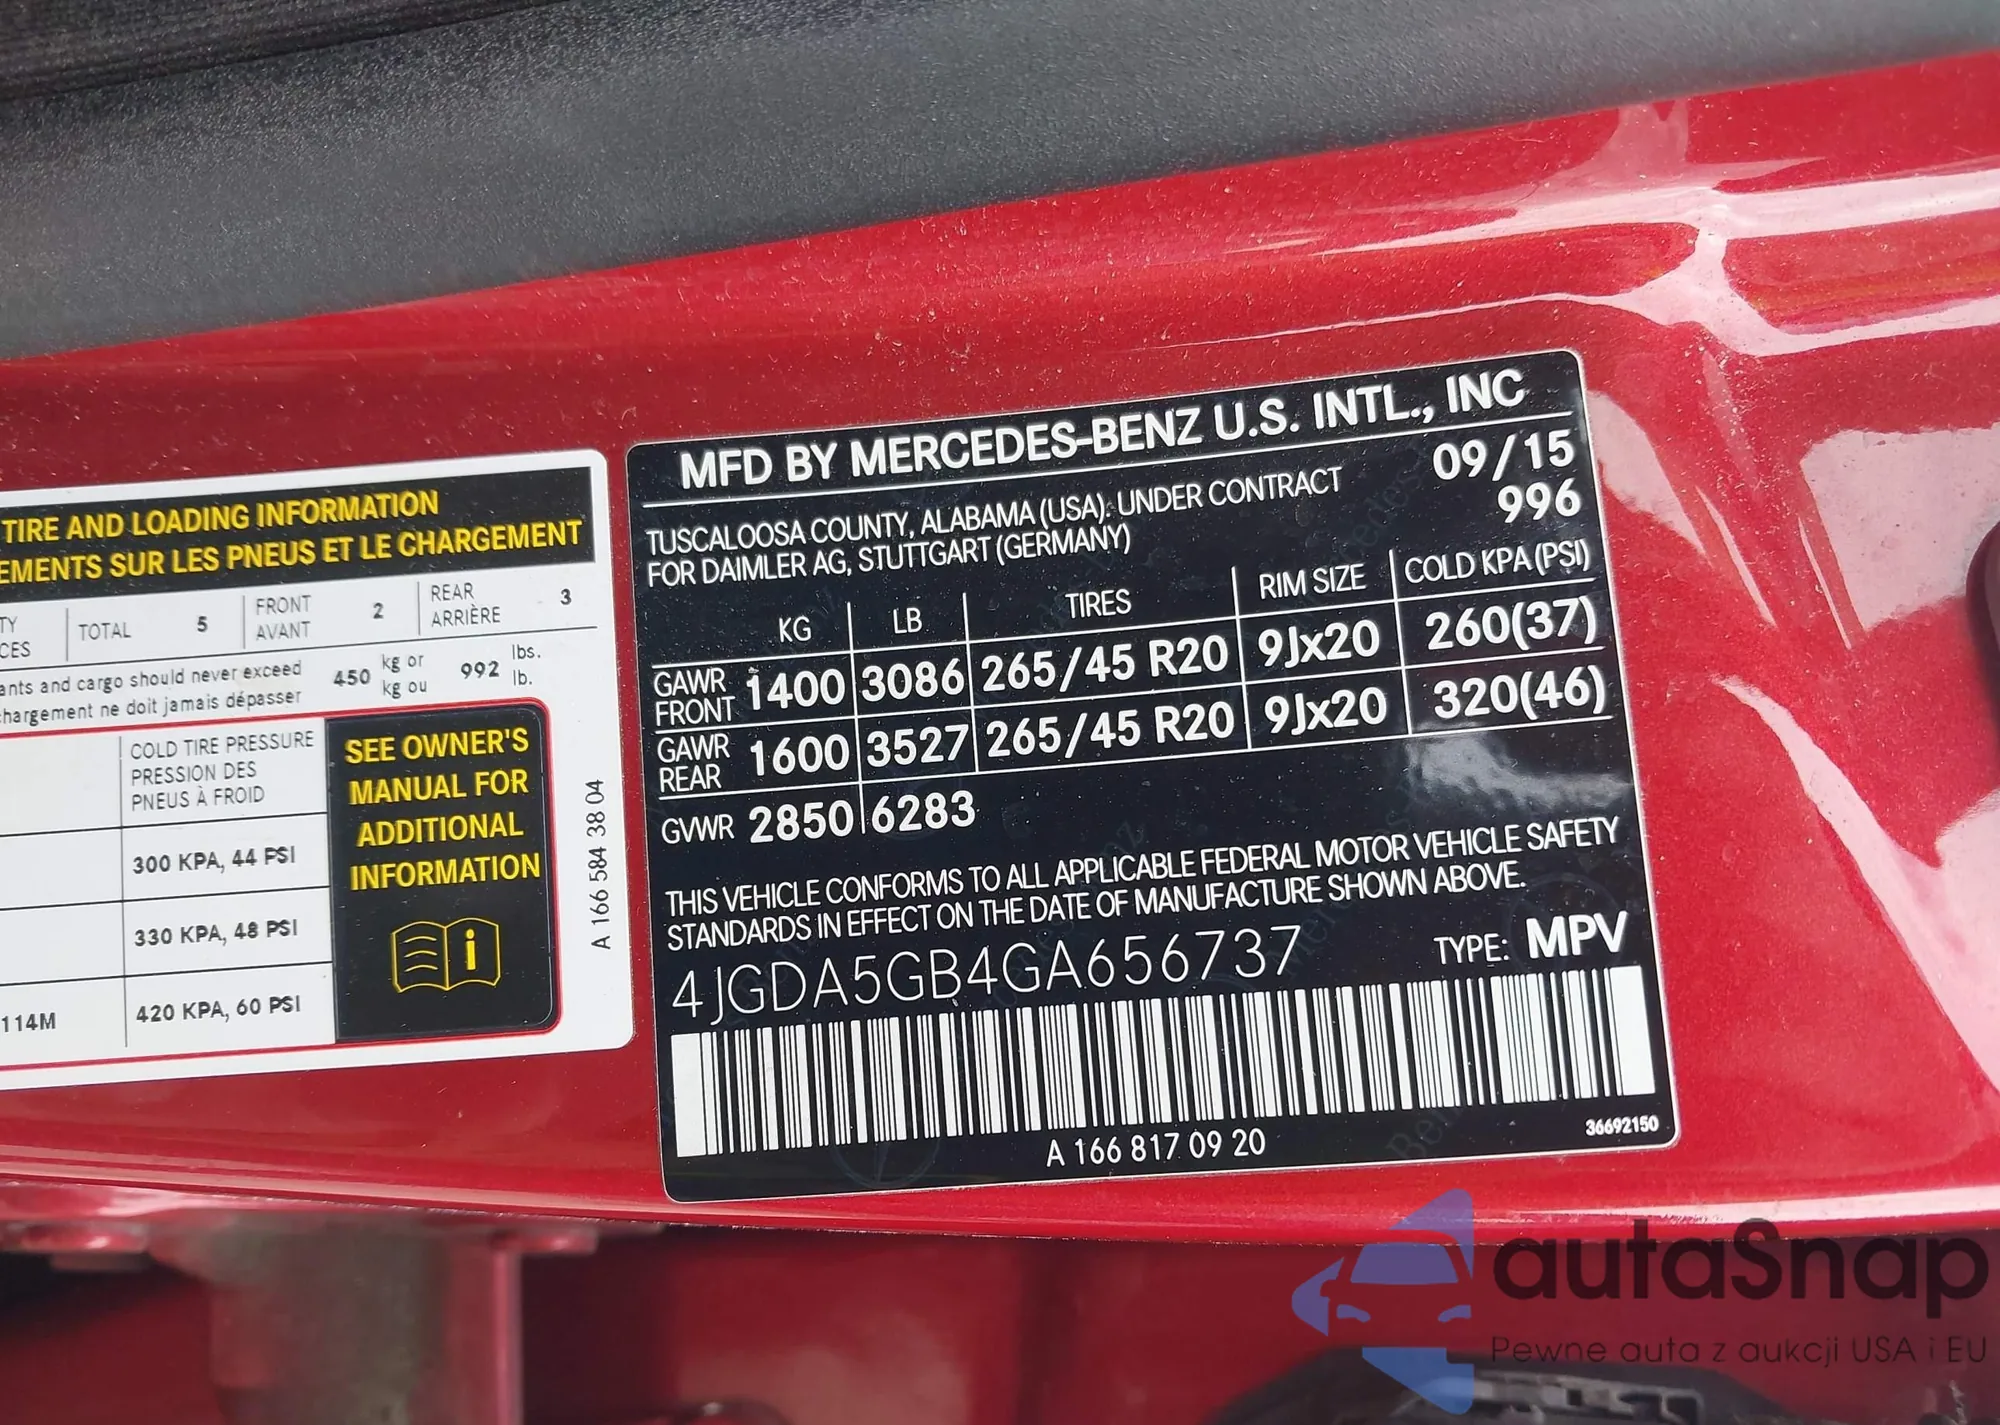 TIRE AND LOADING INFORMATION
EMENTS SUR LES PNEUS ET LE CHARGEMENT
TY
CES
TOTAL 5
FRONT
AVANT
2
REAR
ARRIÈRE
3
ants and cargo should never exceed
hargement ne doit jamais dépasser
450
kg or
kg ou
992
lbs.
lb.
COLD TIRE PRESSURE
PRESSION DES
PNEUS À FROID
300 KPA, 44 PSI
330 KPA, 48 PSI
114M
420 KPA, 60 PSI
SEE OWNER'S
MANUAL FOR
ADDITIONAL
INFORMATION
i
A 166 584 38 04
MFD BY MERCEDES-BENZ U.S. INTL., INC
TUSCALOOSA COUNTY, ALABAMA (USA): UNDER CONTRACT
FOR DAIMLER AG, STUTTGART (GERMANY)
09/15
996
KG LB TIRES RIM SIZE COLD KPA (PSI)
GAWR
FRONT
1400 3086 265/45 R20 9Jx20 260(37)
GAWR
REAR
1600 3527 265/45 R20 9Jx20 320(46)
GVWR 2850 6283
THIS VEHICLE CONFORMS TO ALL APPLICABLE FEDERAL MOTOR VEHICLE SAFETY
STANDARDS IN EFFECT ON THE DATE OF MANUFACTURE SHOWN ABOVE.
4JGDA5GB4GA656737
TYPE: MPV
A 166 817 09 20
36692150
autaSnap
Pewne auta z aukcji USA i EU